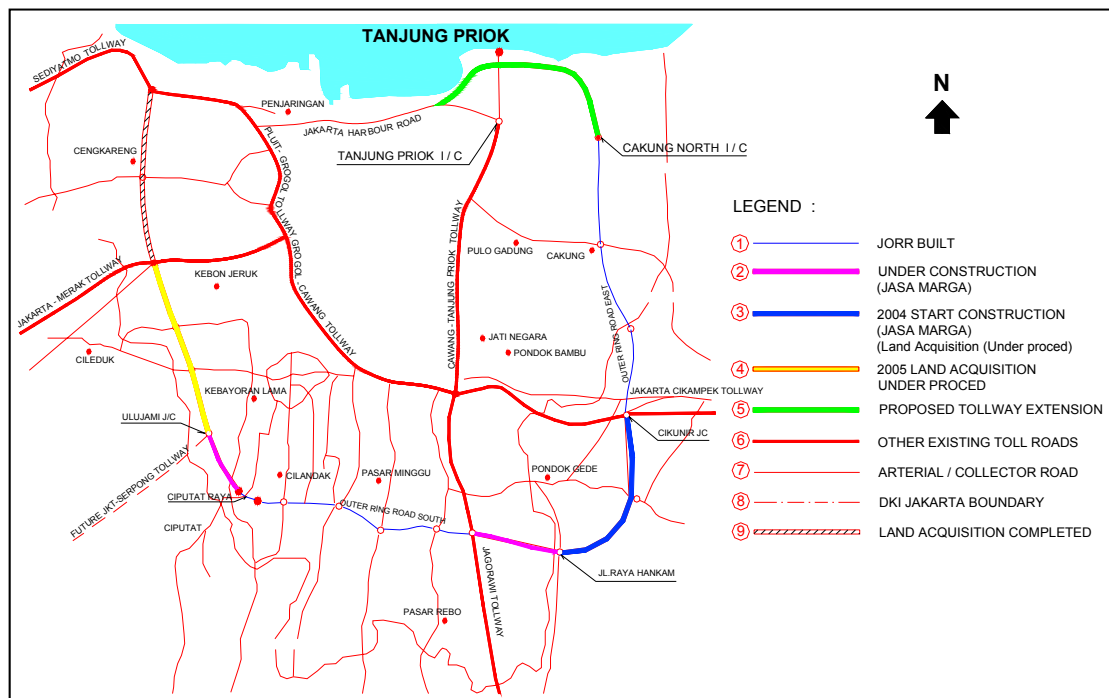 TANJUNG PRIOK
SEDIYATMO TOLLWAY
PENJARINGAN
JAKARTA HARBOUR ROAD
CENGKARENG
TANJUNG PRIOK I / C
CAKUNG NORTH I / C
PLUIT- GROGOL TOLLWAY
GROGOL - CAWANG TOLLWAY
CAWANG - TANJUNG PRIOK TOLLWAY
PULO GADUNG
CAKUNG
JAKARTA - MERAK TOLLWAY
KEBON JERUK
OUTER RING ROAD EAST
JATI NEGARA
PONDOK BAMBU
CILEDUK
KEBAYORAN LAMA
JAKARTA CIKAMPEK TOLLWAY
ULUJAMI J/C
CIKUNIR JC
FUTURE JKT-SERPONG TOLLWAY
CILANDAK
PASAR MINGGU
PONDOK GEDE
CIPUTAT RAYA
OUTER RING ROAD SOUTH
CIPUTAT
JL.RAYA HANKAM
JAGORAWI TOLLWAY
PASAR REBO
N
LEGEND :
1 JORR BUILT
2 UNDER CONSTRUCTION
(JASA MARGA)
3 2004 START CONSTRUCTION
(JASA MARGA)
(Land Acquisition (Under proced)
4 2005 LAND ACQUISITION
UNDER PROCED
5 PROPOSED TOLLWAY EXTENSION
6 OTHER EXISTING TOLL ROADS
7 ARTERIAL / COLLECTOR ROAD
8 DKI JAKARTA BOUNDARY
9 LAND ACQUISITION COMPLETED